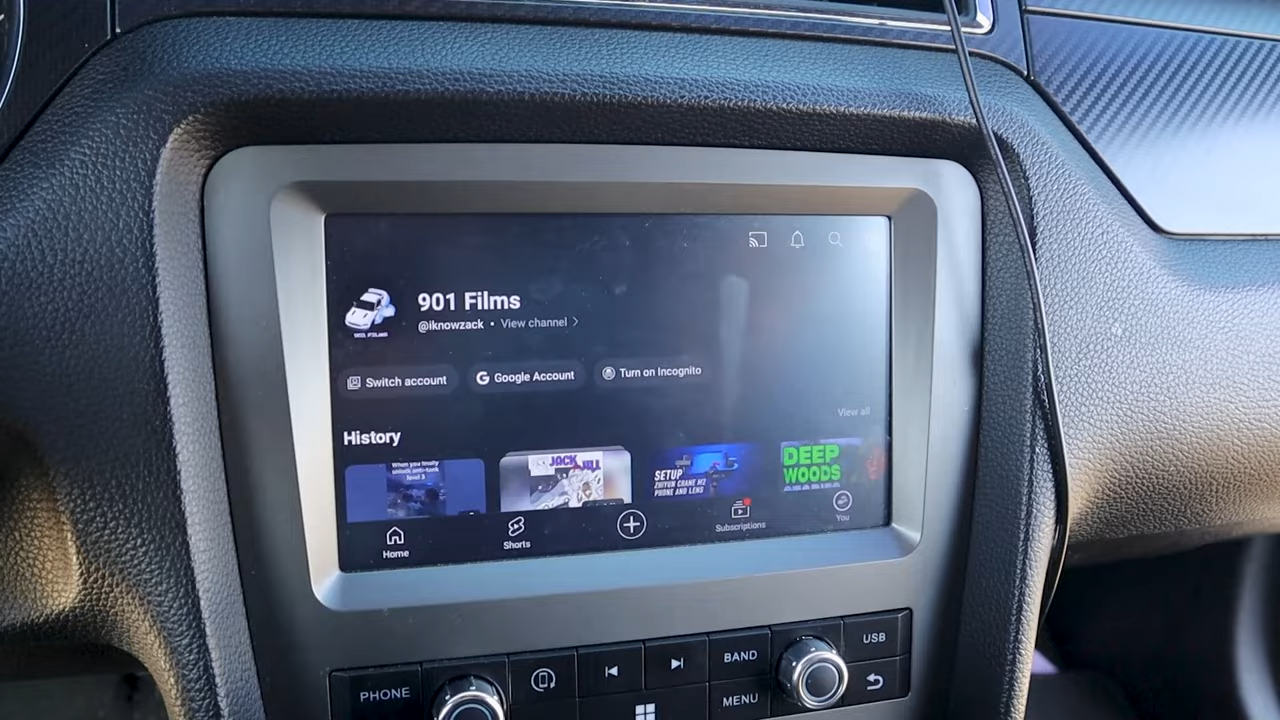 901 Films
@iknowzack • View channel
Switch account
Google Account
Turn on Incognito
View all
History
When you finally
unlock anti-tank
level 3
JACK
JILL
SETUP
ZHIYUN CRANE M2
PHONE AND LENS
DEEP
WOODS
Home
Shorts
Subscriptions
You
PHONE
BAND
MENU
USB